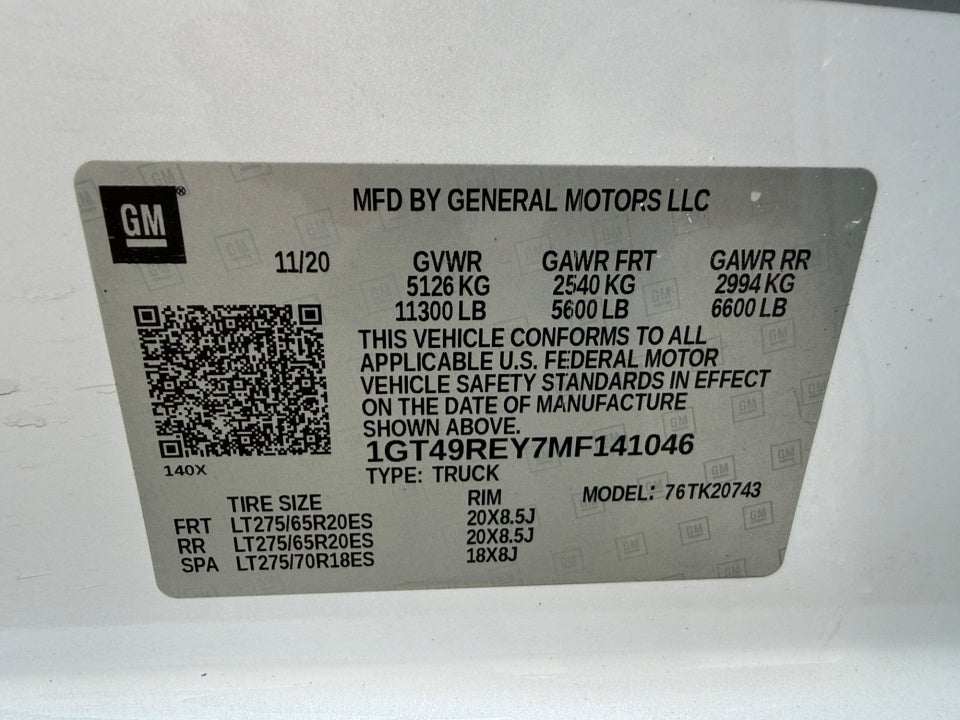 GM®
MFD BY GENERAL MOTORS LLC
11/20 GVWR GAWR FRT GAWR RR
5126 KG 2540 KG 2994 KG
11300 LB 5600 LB 6600 LB
THIS VEHICLE CONFORMS TO ALL
APPLICABLE U.S. FEDERAL MOTOR
VEHICLE SAFETY STANDARDS IN EFFECT
ON THE DATE OF MANUFACTURE
SHOWN ABOVE.
1GT49REY7MF141046
140X
TYPE: TRUCK
MODEL: 76TK20743
TIRE SIZE RIM
FRT LT275/65R20ES 20X8.5J
RR LT275/65R20ES 20X8.5J
SPA LT275/70R18ES 18X8J